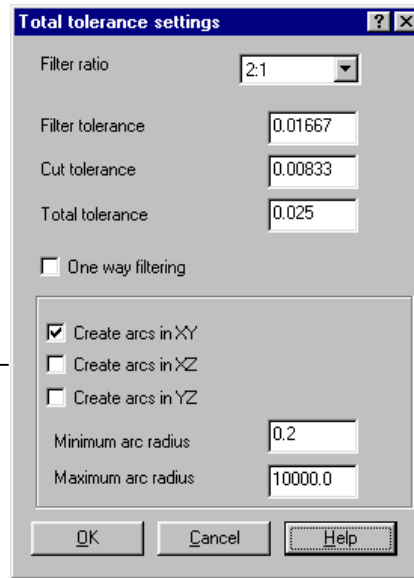 Total tolerance settings
Filter ratio 2:1
Filter tolerance 0.01667
Cut tolerance 0.00833
Total tolerance 0.025
One way filtering
Create arcs in XY
Create arcs in XZ
Create arcs in YZ
Minimum arc radius 0.2
Maximum arc radius 10000.0
OK Cancel Help